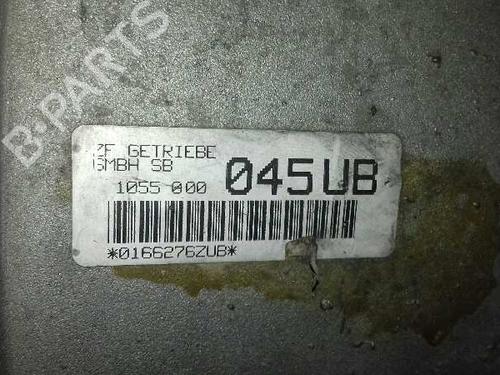 B-PARTS
ZF GETRIEBE
GMBH SB
1055 000
045UB
*0166276ZUB*